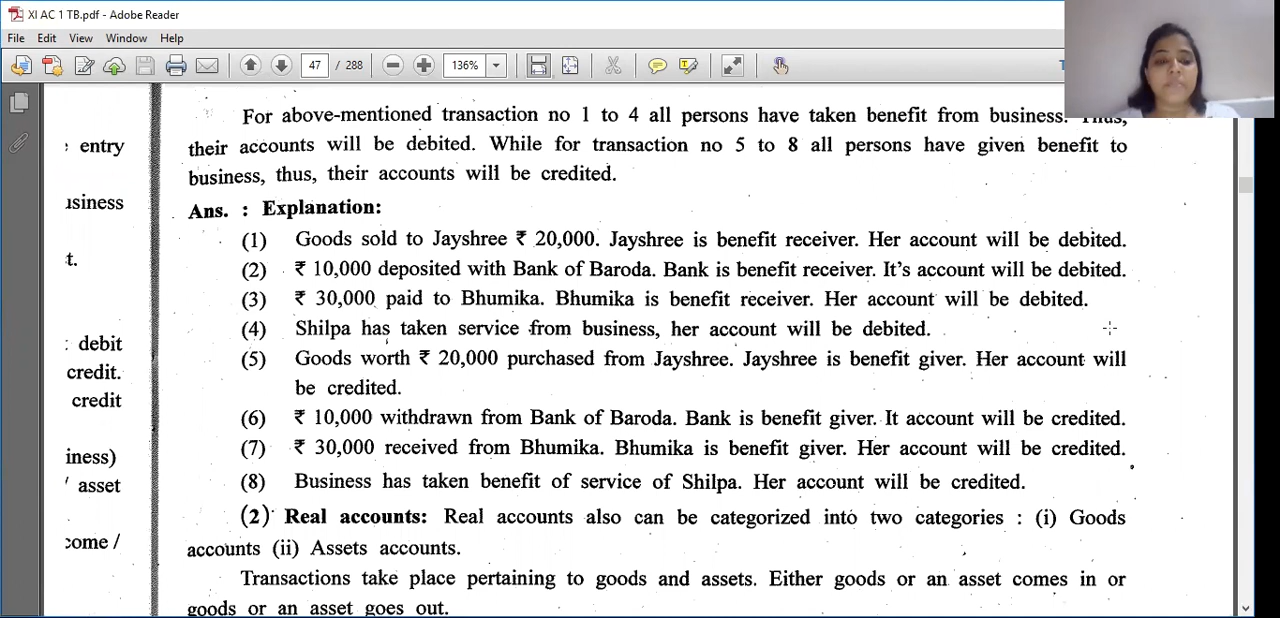 XI AC 1 TB.pdf - Adobe Reader
File Edit View Window Help
47 / 288 136%
For above-mentioned transaction no 1 to 4 all persons have taken benefit from business. Thus,
their accounts will be debited. While for transaction no 5 to 8 all persons have given benefit to
business, thus, their accounts will be credited.
Ans. : Explanation:
(1) Goods sold to Jayshree ₹ 20,000. Jayshree is benefit receiver. Her account will be debited.
(2) ₹ 10,000 deposited with Bank of Baroda. Bank is benefit receiver. It's account will be debited.
(3) ₹ 30,000 paid to Bhumika. Bhumika is benefit receiver. Her account will be debited.
(4) Shilpa has taken service from business, her account will be debited.
(5) Goods worth ₹ 20,000 purchased from Jayshree. Jayshree is benefit giver. Her account will
be credited.
(6) ₹ 10,000 withdrawn from Bank of Baroda. Bank is benefit giver. It account will be credited.
(7) ₹ 30,000 received from Bhumika. Bhumika is benefit giver. Her account will be credited.
(8) Business has taken benefit of service of Shilpa. Her account will be credited.
(2) Real accounts: Real accounts also can be categorized into two categories : (i) Goods
accounts (ii) Assets accounts.
Transactions take place pertaining to goods and assets. Either goods or an asset comes in or
goods or an asset goes out.
entry
t.
: debit
credit.
credit
iness)
asset
come /